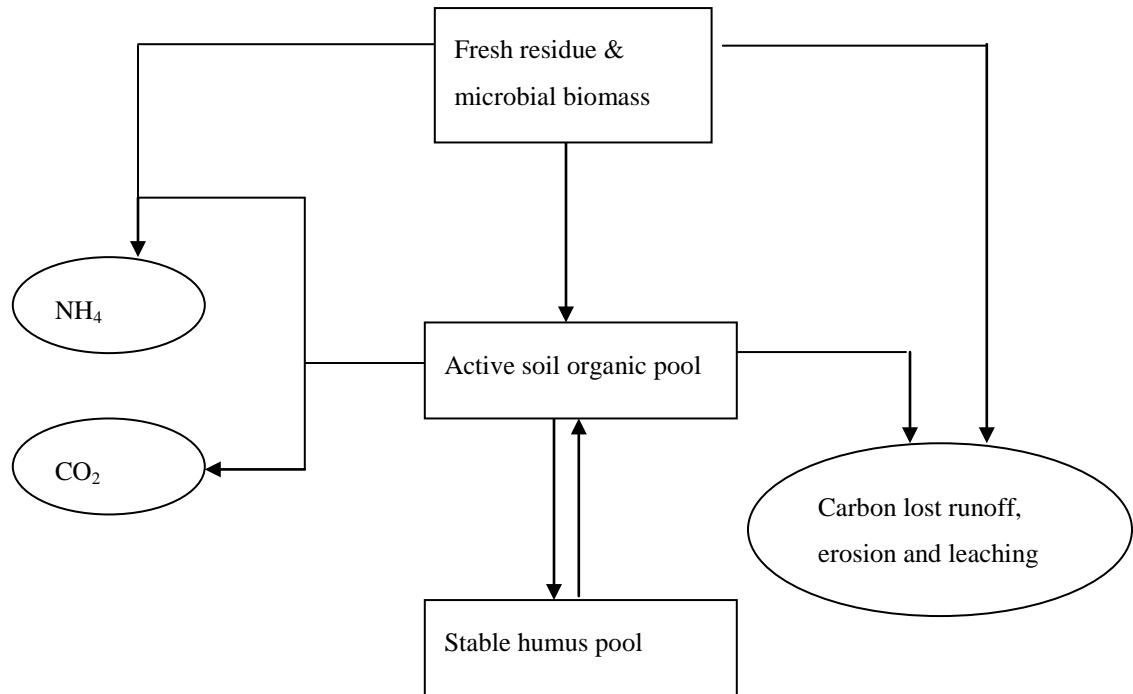 Fresh residue &
microbial biomass
NH₄
Active soil organic pool
CO₂
Carbon lost runoff,
erosion and leaching
Stable humus pool